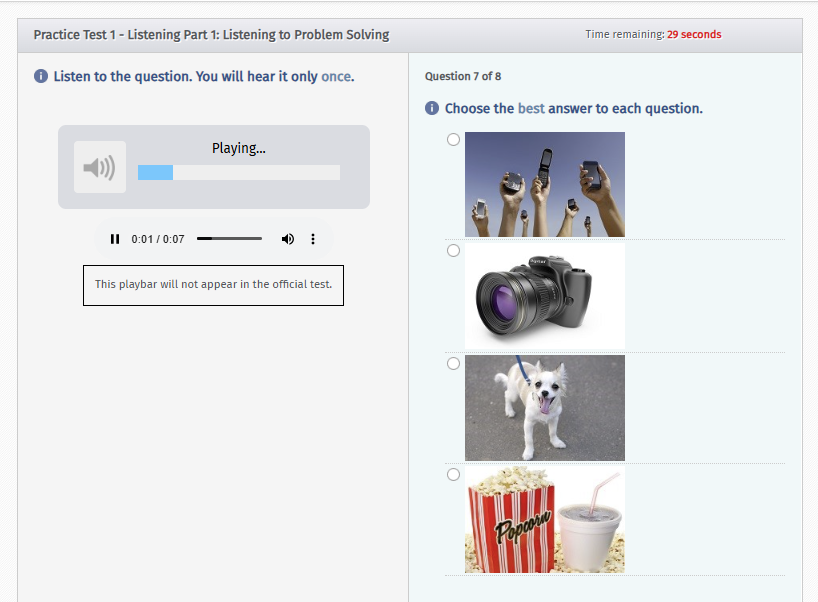 Practice Test 1 - Listening Part 1: Listening to Problem Solving
Time remaining: 29 seconds
Listen to the question. You will hear it only once.
Playing...
0:01 / 0:07
This playbar will not appear in the official test.
Question 7 of 8
Choose the best answer to each question.
Digital
Popcorn